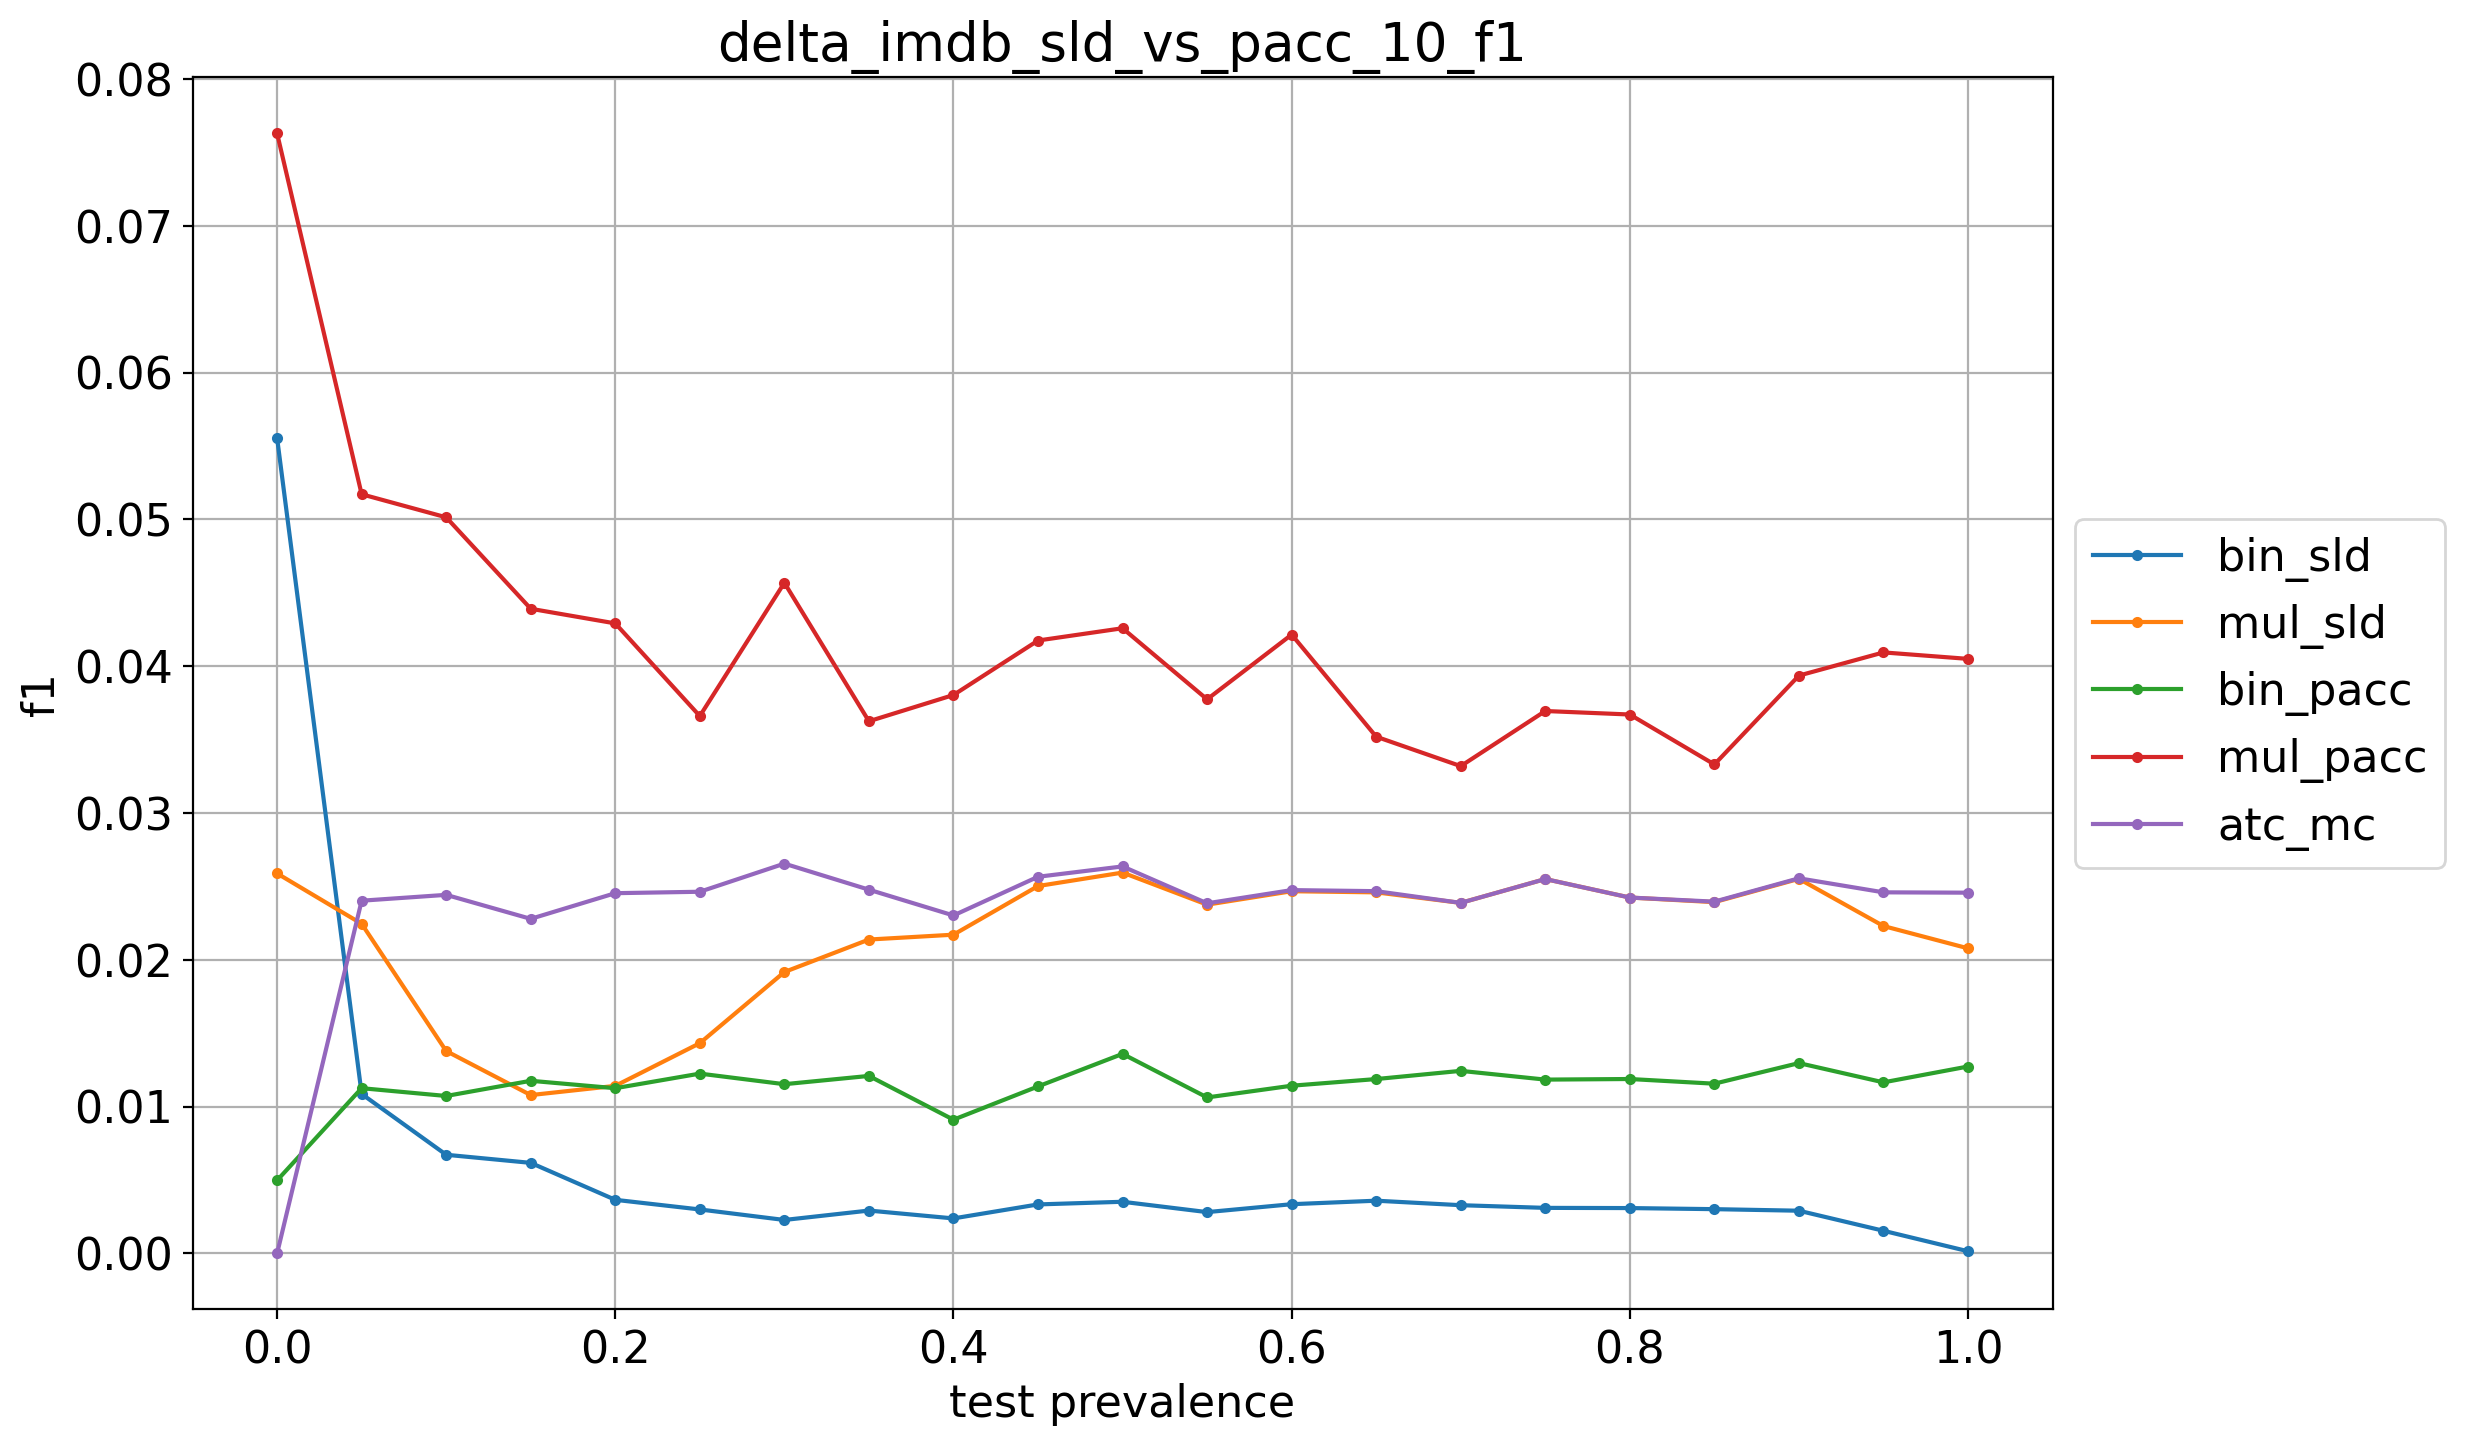 delta_imdb_sld_vs_pacc_10_f1
0.08
0.07
0.06
0.05
0.04
0.03
0.02
0.01
0.00
f1
0.0 0.2 0.4 0.6 0.8 1.0
test prevalence
bin_sld
mul_sld
bin_pacc
mul_pacc
atc_mc